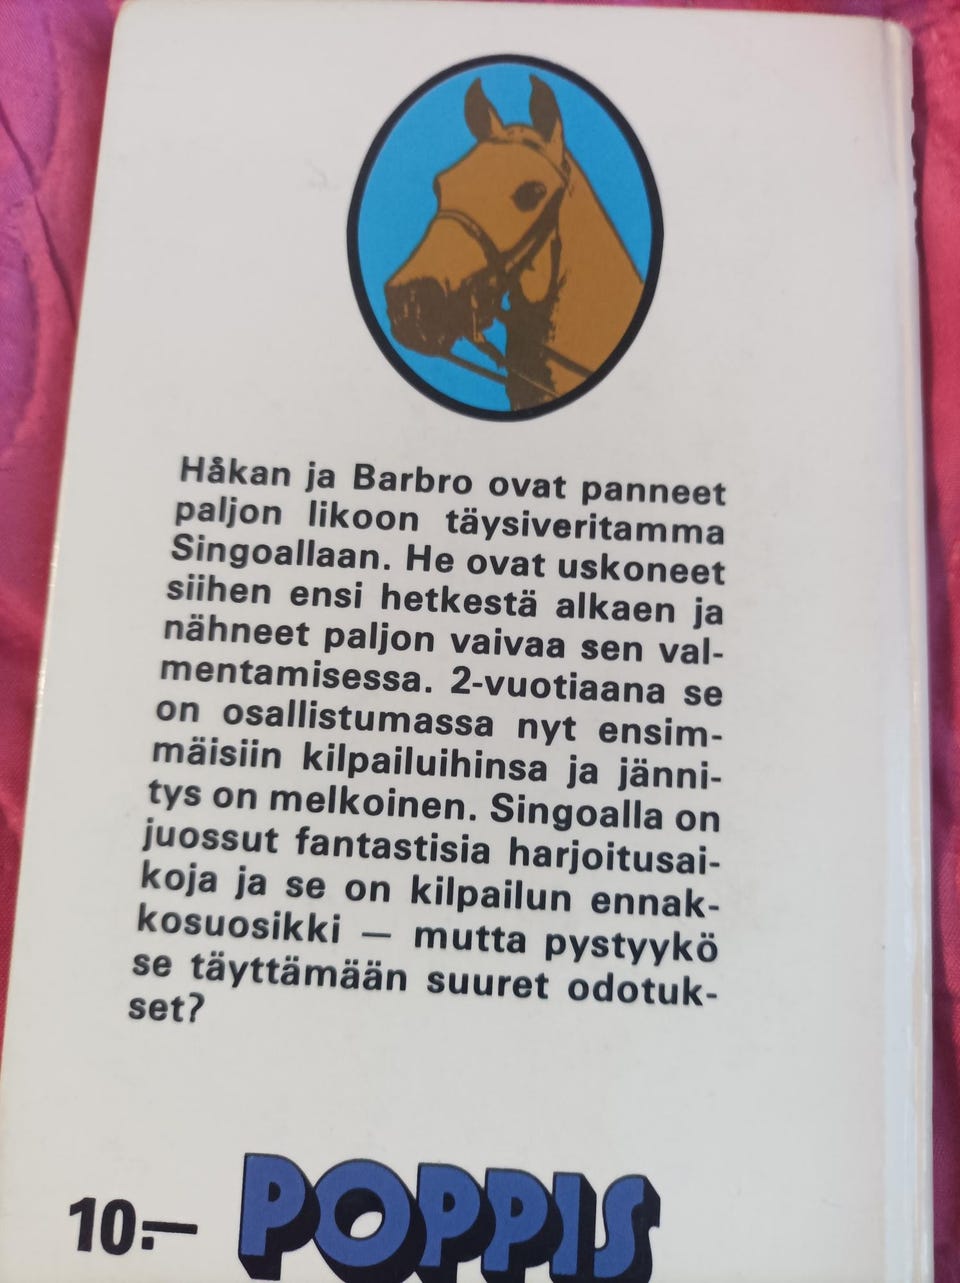 Håkan ja Barbro ovat panneet
paljon likoon täysiveritamma
Singoallaan. He ovat uskoneet
siihen ensi hetkestä alkaen ja
nähneet paljon vaivaa sen val-
mentamisessa. 2-vuotiaana se
on osallistumassa nyt ensim-
mäisiin kilpailuihinsa ja jänni-
tys on melkoinen. Singoalla on
juossut fantastisia harjoitusai-
koja ja se on kilpailun ennak-
kosuosikki — mutta pystyykö
se täyttämään suuret odotuk-
set?
10:— POPPIS